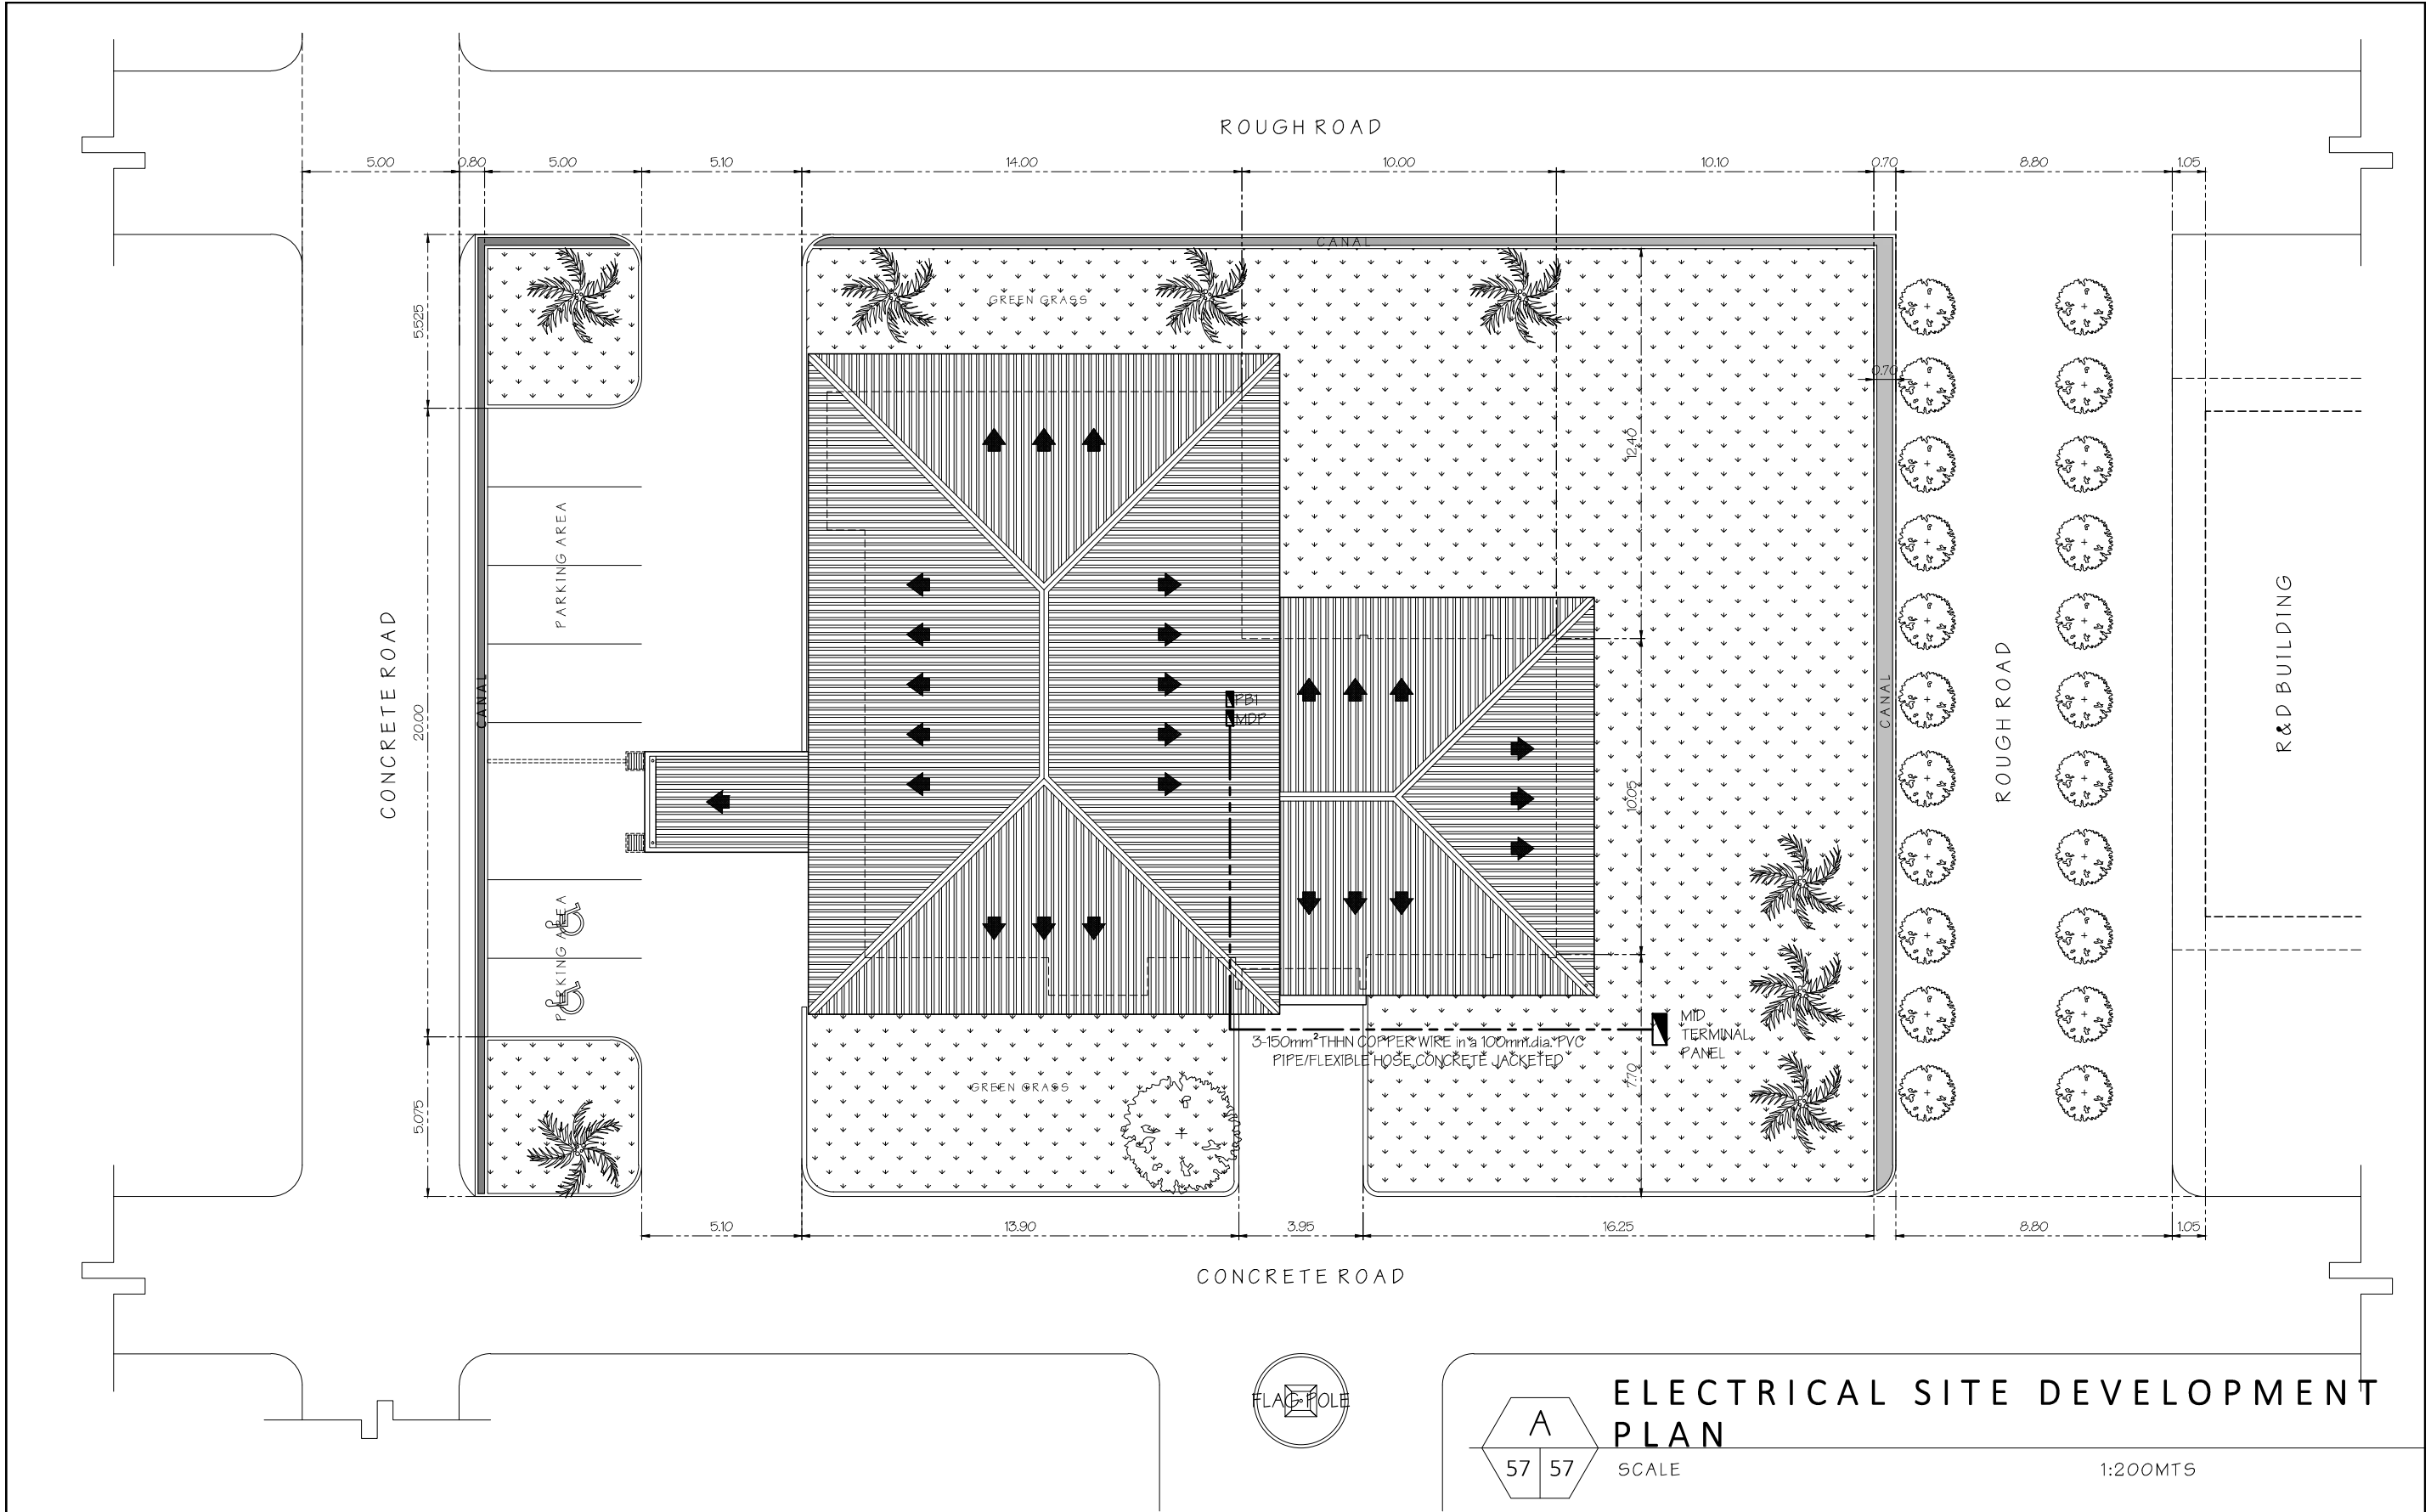 ROUGH ROAD
5.00
0.80
5.00
5.10
14.00
10.00
10.10
0.70
8.80
1.05
CANAL
GREEN GRASS
5.525
0.70
12.40
PARKING AREA
CONCRETE ROAD
20.00
CANAL
PB1
MDP
CANAL
ROUGH ROAD
R&D BUILDING
10.05
PARKING AREA
MID
TERMINAL
PANEL
3-150mm² THHN COPPER WIRE in a 100mm.dia. PVC
PIPE/FLEXIBLE HOSE CONCRETE JACKETED
GREEN GRASS
7.70
5.075
5.10
13.90
3.95
16.25
8.80
1.05
CONCRETE ROAD
FLAG POLE
A
57 57
ELECTRICAL SITE DEVELOPMENT
PLAN
SCALE
1:200MTS